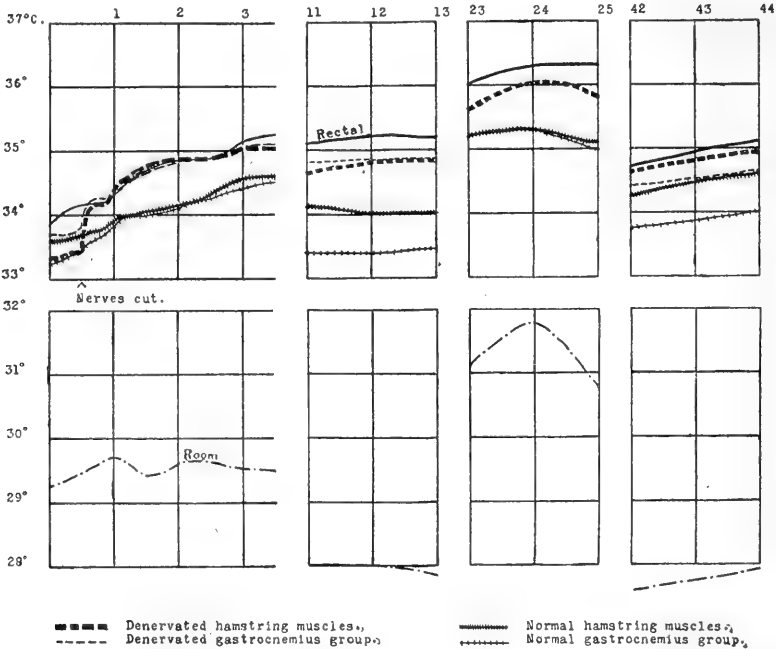 37°C. 1 2 3 11 12 13 23 24 25 42 43 44
36°
35°
Rectal
34°
33°
Nerves cut.
32°
31°
30°
Room
29°
28°
Denervated hamstring muscles.
Denervated gastrocnemius group.
Normal hamstring muscles.
Normal gastrocnemius group.